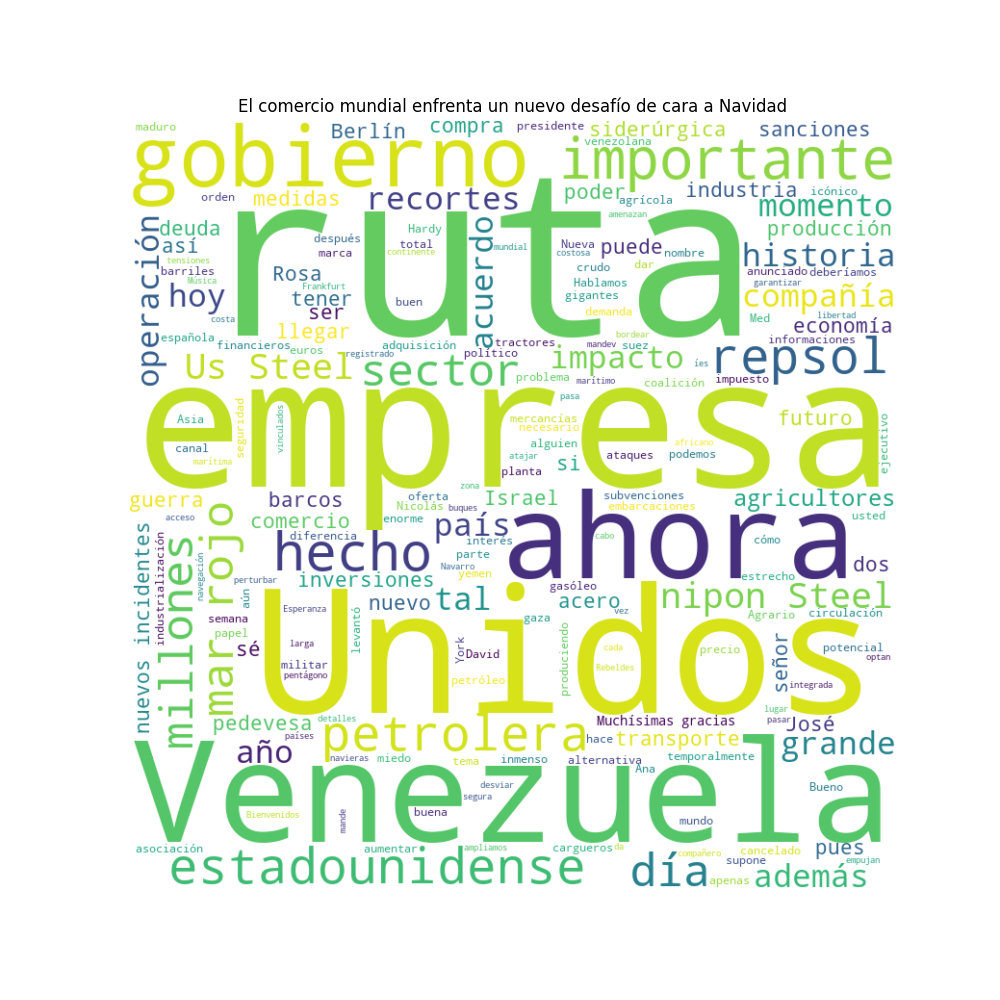 El comercio mundial enfrenta un nuevo desafío de cara a Navidad
maduro
Berlín
compra
presidente
siderúrgica
venezolana
sanciones
gobierno
importante
orden
medidas
recortes
poder
agrícola
industria
icónico
momento
ruta
operación
deuda
así
tensiones
barriles
Música
después
marca
Hardy
total
continente
acuerdo
mundial
amenazan
Nueva
costosa
puede
nombre
producción
historia
anunciado
deberíamos
garantizar
hoy
Rosa
Frankfurt
tener
ser
buen
crudo
Hablamos
gigantes
dar
demanda
compañía
Med
libertad
economía
costa
española
llegar
financieros
euros
registrado
adquisición
tractores
político
mandev
suez
bordear
informaciones
Us Steel
sector
impacto
problema
coalición
íes
impuesto
repsol
marítimo
empresa
pasa
Asia
canal
seguridad
vinculados
marítima
mercancías
necesario
alguien
atajar
si
ataques
africano
podemos
futuro
ejecutivo
planta
guerra
barcos
zona
oferta
Nicolás
buques
Israel
subvenciones
embarcaciones
agricultores
usted
acceso
comercio
diferencia
enorme
país
interés
ahora
cabo
cómo
nuevos incidentes
industrialización
navegación
millones
mar rojo
hecho
parte
Navarro
dos
perturbar
aún
inversiones
yemen
gasóleo
estrecho
semana
papel
sé
Esperanza
nuevo
tal
gaza
acero
vez
nipon Steel
Agrario
circulación
Unidos
larga
militar
pentágono
levantó
York
David
petróleo
produciendo
cada
Rebeldes
precio
señor
potencial
optan
integrada
lugar
pedevesa
detalles
países
petrolera
Muchísimas gracias
pasar
José
año
navieras
miedo
hace
tema
inmenso
alternativa
transporte
temporalmente
grande
Venezuela
Ana
Bienvenidos
mande
desviar
segura
buena
mundo
Bueno
asociación
aumentar
ampliamos
cargueros
da
compañero
supone
cancelado
pues
empujan
estadounidense
día
apenas
además